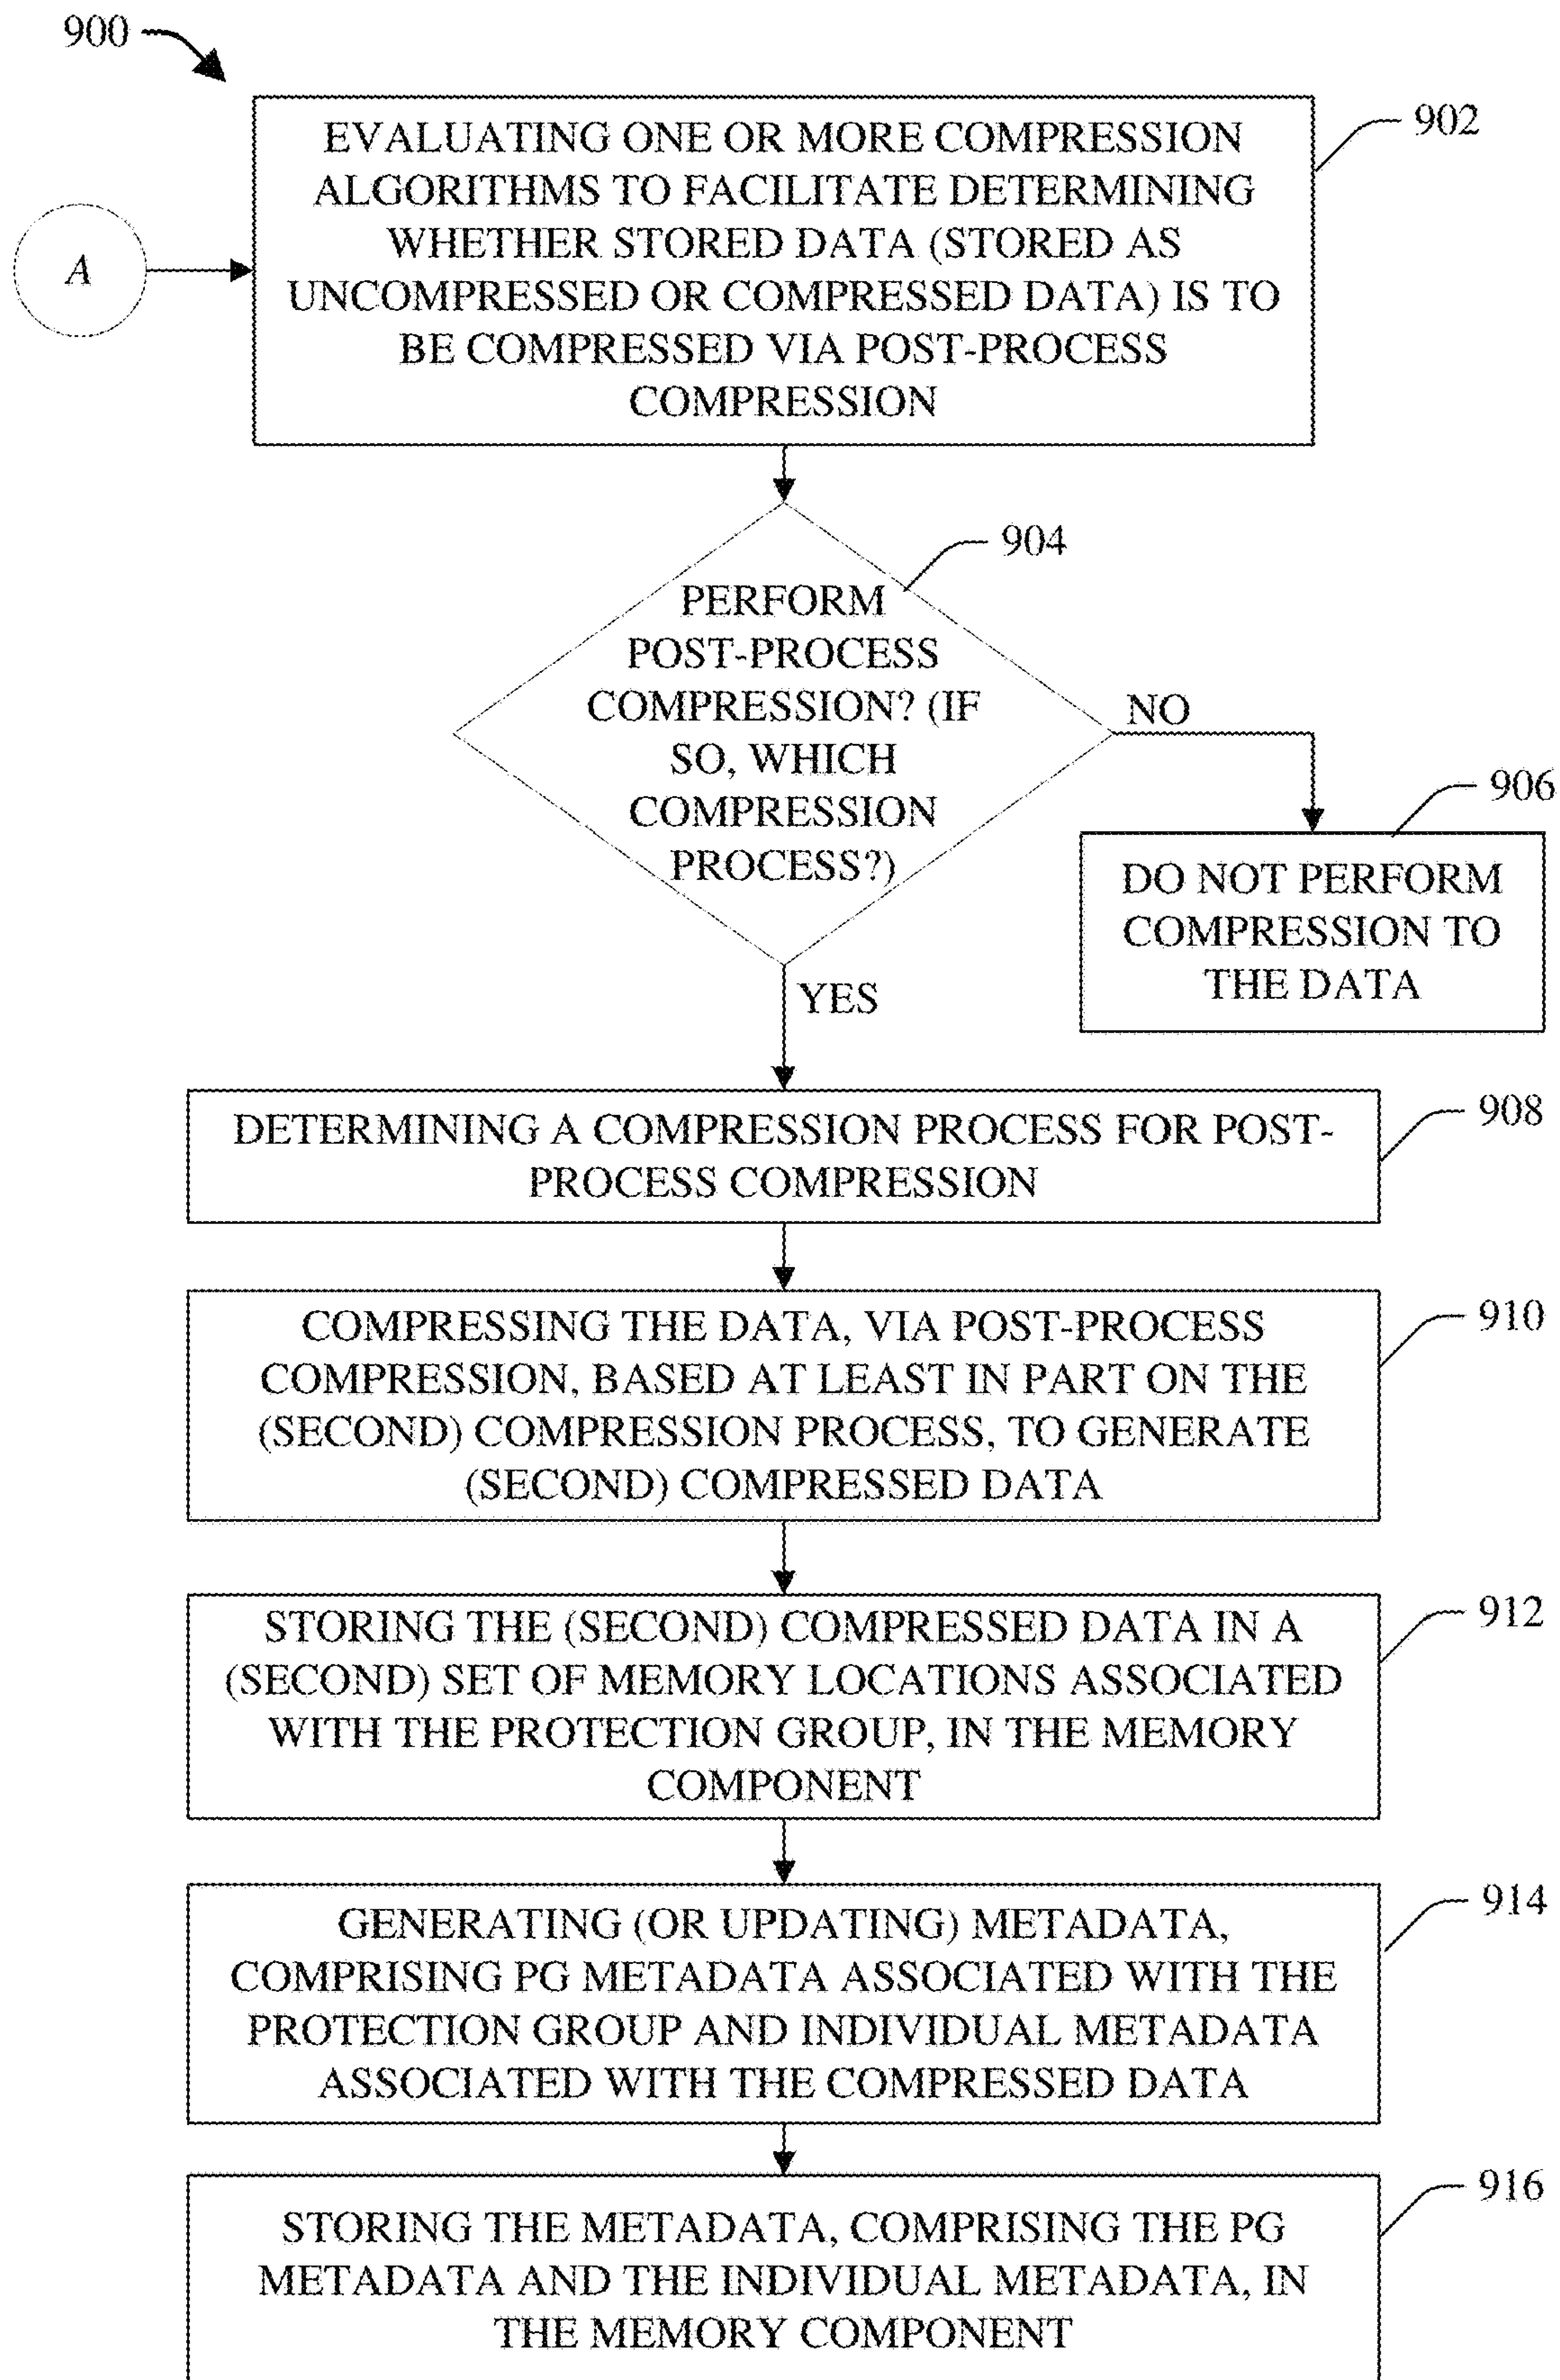 900
EVALUATING ONE OR MORE COMPRESSION
ALGORITHMS TO FACILITATE DETERMINING
WHETHER STORED DATA (STORED AS
UNCOMPRESSED OR COMPRESSED DATA) IS TO
BE COMPRESSED VIA POST-PROCESS
COMPRESSION
902
A
PERFORM
POST-PROCESS
COMPRESSION? (IF
SO, WHICH
COMPRESSION
PROCESS?)
904
NO
906
DO NOT PERFORM
COMPRESSION TO
THE DATA
YES
DETERMINING A COMPRESSION PROCESS FOR POST-
PROCESS COMPRESSION
908
COMPRESSING THE DATA, VIA POST-PROCESS
COMPRESSION, BASED AT LEAST IN PART ON THE
(SECOND) COMPRESSION PROCESS, TO GENERATE
(SECOND) COMPRESSED DATA
910
STORING THE (SECOND) COMPRESSED DATA IN A
(SECOND) SET OF MEMORY LOCATIONS ASSOCIATED
WITH THE PROTECTION GROUP, IN THE MEMORY
COMPONENT
912
GENERATING (OR UPDATING) METADATA,
COMPRISING PG METADATA ASSOCIATED WITH THE
PROTECTION GROUP AND INDIVIDUAL METADATA
ASSOCIATED WITH THE COMPRESSED DATA
914
STORING THE METADATA, COMPRISING THE PG
METADATA AND THE INDIVIDUAL METADATA, IN
THE MEMORY COMPONENT
916